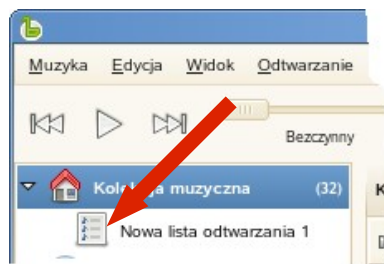 Muzyka Edycja Widok Odtwarzanie
Bezczynny
muzyczna (32)
Nowa lista odtwarzania 1